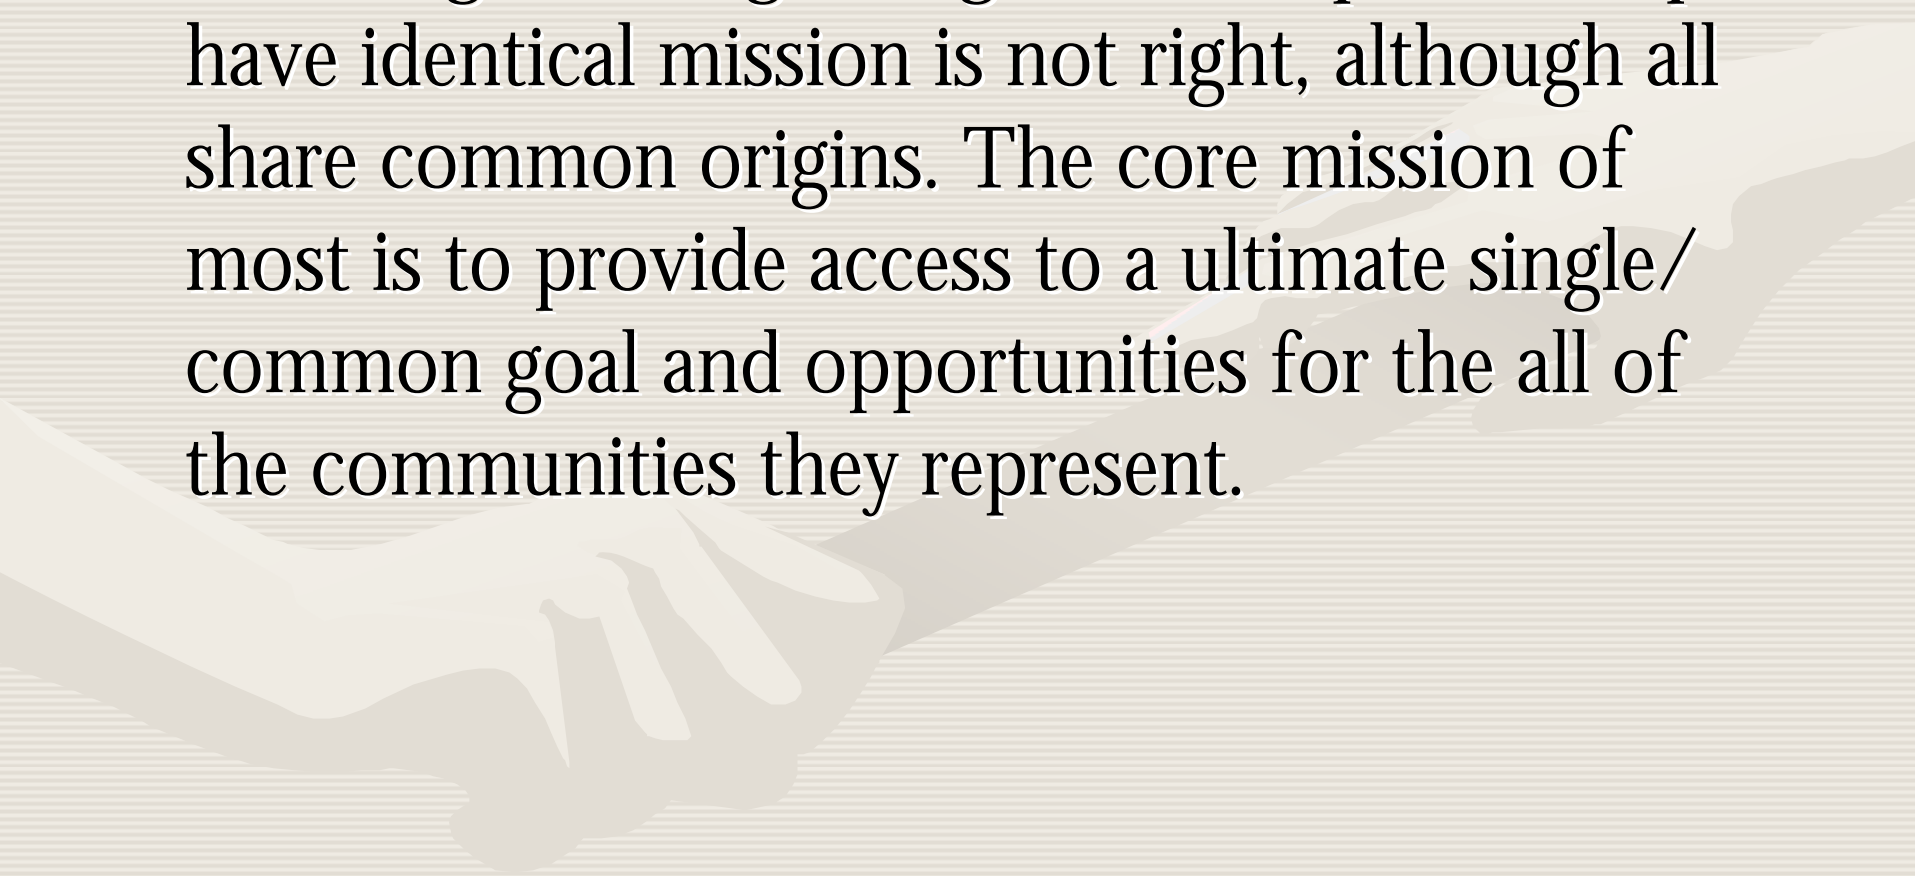 have identical mission is not right, although all
share common origins. The core mission of
most is to provide access to a ultimate single/
common goal and opportunities for the all of
the communities they represent.